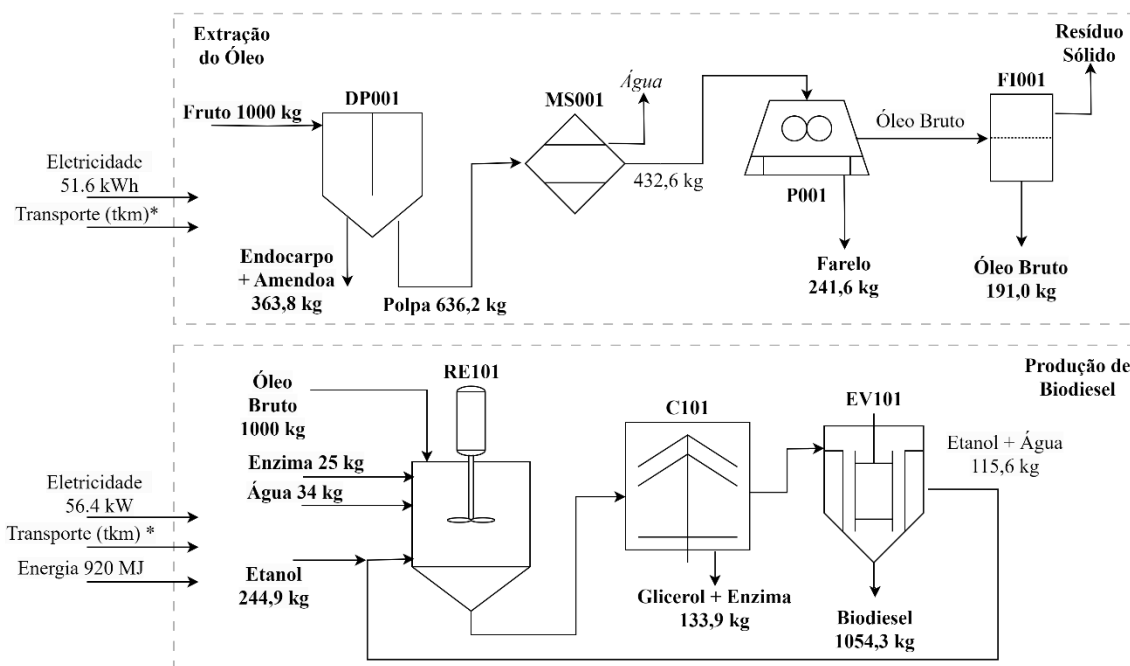 Extração
do Óleo
Resíduo
Sólido
DP001
MS001
Água
FI001
Fruto 1000 kg
Óleo Bruto
Eletricidade
51.6 kWh
Transporte (tkm)*
432,6 kg
P001
Endocarpo
+ Amendoa
363,8 kg
Polpa 636,2 kg
Farelo
241,6 kg
Óleo Bruto
191,0 kg
Produção de
Biodiesel
RE101
Óleo
Bruto
1000 kg
C101
EV101
Etanol + Água
115,6 kg
Enzima 25 kg
Água 34 kg
Eletricidade
56.4 kW
Transporte (tkm) *
Energia 920 MJ
Etanol
244,9 kg
Glicerol + Enzima
133,9 kg
Biodiesel
1054,3 kg